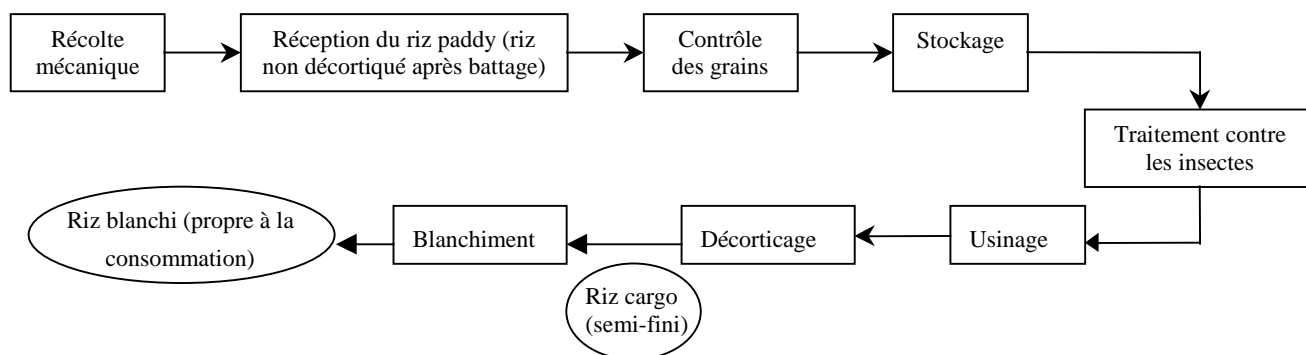 Récolte
mécanique
Réception du riz paddy (riz
non décortiqué après battage)
Contrôle
des grains
Stockage
Traitement contre
les insectes
Usinage
Décorticage
Riz cargo
(semi-fini)
Blanchiment
Riz blanchi (propre à la
consommation)